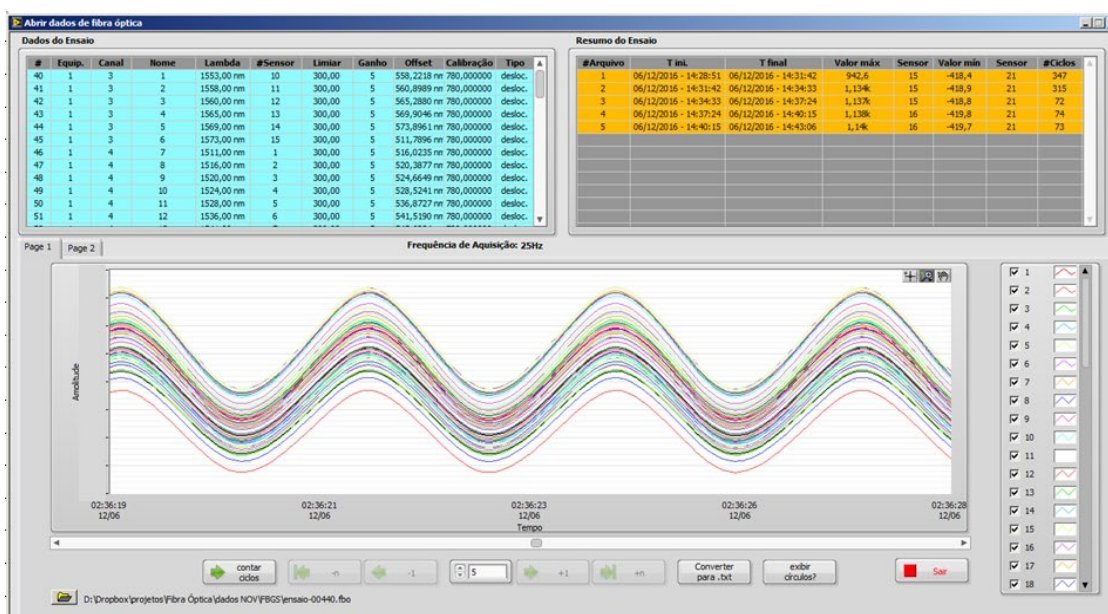 Abrir dados de fibra óptica
Dados do Ensaio
# Equip. Canal Nome Lambda #Sensor Limiar Ganho Offset Calibração Tipo
40 1 3 1 1553,00 nm 10 300,00 5 558,2218 nm 780,000000 desloc.
41 1 3 2 1558,00 nm 11 300,00 5 560,8989 nm 780,000000 desloc.
42 1 3 3 1560,00 nm 12 300,00 5 565,2880 nm 780,000000 desloc.
43 1 3 4 1565,00 nm 13 300,00 5 569,9046 nm 780,000000 desloc.
44 1 3 5 1569,00 nm 14 300,00 5 573,8961 nm 780,000000 desloc.
45 1 3 6 1573,00 nm 15 300,00 5 511,7896 nm 780,000000 desloc.
46 1 4 7 1511,00 nm 1 300,00 5 516,0235 nm 780,000000 desloc.
47 1 4 8 1516,00 nm 2 300,00 5 520,3877 nm 780,000000 desloc.
48 1 4 9 1520,00 nm 3 300,00 5 524,6649 nm 780,000000 desloc.
49 1 4 10 1524,00 nm 4 300,00 5 528,5241 nm 780,000000 desloc.
50 1 4 11 1528,00 nm 5 300,00 5 536,8727 nm 780,000000 desloc.
51 1 4 12 1536,00 nm 6 300,00 5 541,5190 nm 780,000000 desloc.
Resumo do Ensaio
#Arquivo T ini. T final Valor máx Sensor Valor mín Sensor #Ciclos
1 06/12/2016 - 14:28:51 06/12/2016 - 14:31:42 942,6 15 -418,4 21 347
2 06/12/2016 - 14:31:42 06/12/2016 - 14:34:33 1,134k 15 -418,9 21 315
3 06/12/2016 - 14:34:33 06/12/2016 - 14:37:24 1,137k 15 -418,8 21 72
4 06/12/2016 - 14:37:24 06/12/2016 - 14:40:15 1,138k 16 -419,8 21 74
5 06/12/2016 - 14:40:15 06/12/2016 - 14:43:06 1,14k 16 -419,7 21 73
Page 1 Page 2
Frequência de Aquisição: 25Hz
Amplitude
02:36:19 02:36:21 02:36:23 02:36:26 02:36:28
12/06 12/06 12/06 12/06 12/06
Tempo
1
2
3
4
5
6
7
8
9
10
11
12
13
14
15
16
17
18
contar
ciclos
-n
-1
5
+1
+n
Converter
para .txt
exibir
círculos?
Sair
D:\Dropbox\projetos\Fibra Óptica\dados NOV\FBGS\ensaio-00440.fbo